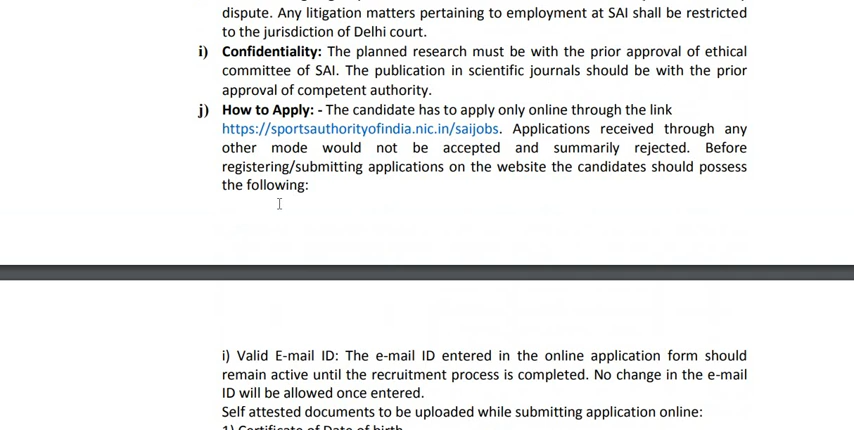 dispute. Any litigation matters pertaining to employment at SAI shall be restricted
to the jurisdiction of Delhi court.
i) Confidentiality: The planned research must be with the prior approval of ethical
committee of SAI. The publication in scientific journals should be with the prior
approval of competent authority.
j) How to Apply: - The candidate has to apply only online through the link
https://sportsauthorityofindia.nic.in/saijobs. Applications received through any
other mode would not be accepted and summarily rejected. Before
registering/submitting applications on the website the candidates should possess
the following:
i) Valid E-mail ID: The e-mail ID entered in the online application form should
remain active until the recruitment process is completed. No change in the e-mail
ID will be allowed once entered.
Self attested documents to be uploaded while submitting application online:
1) Certificate of Date of birth